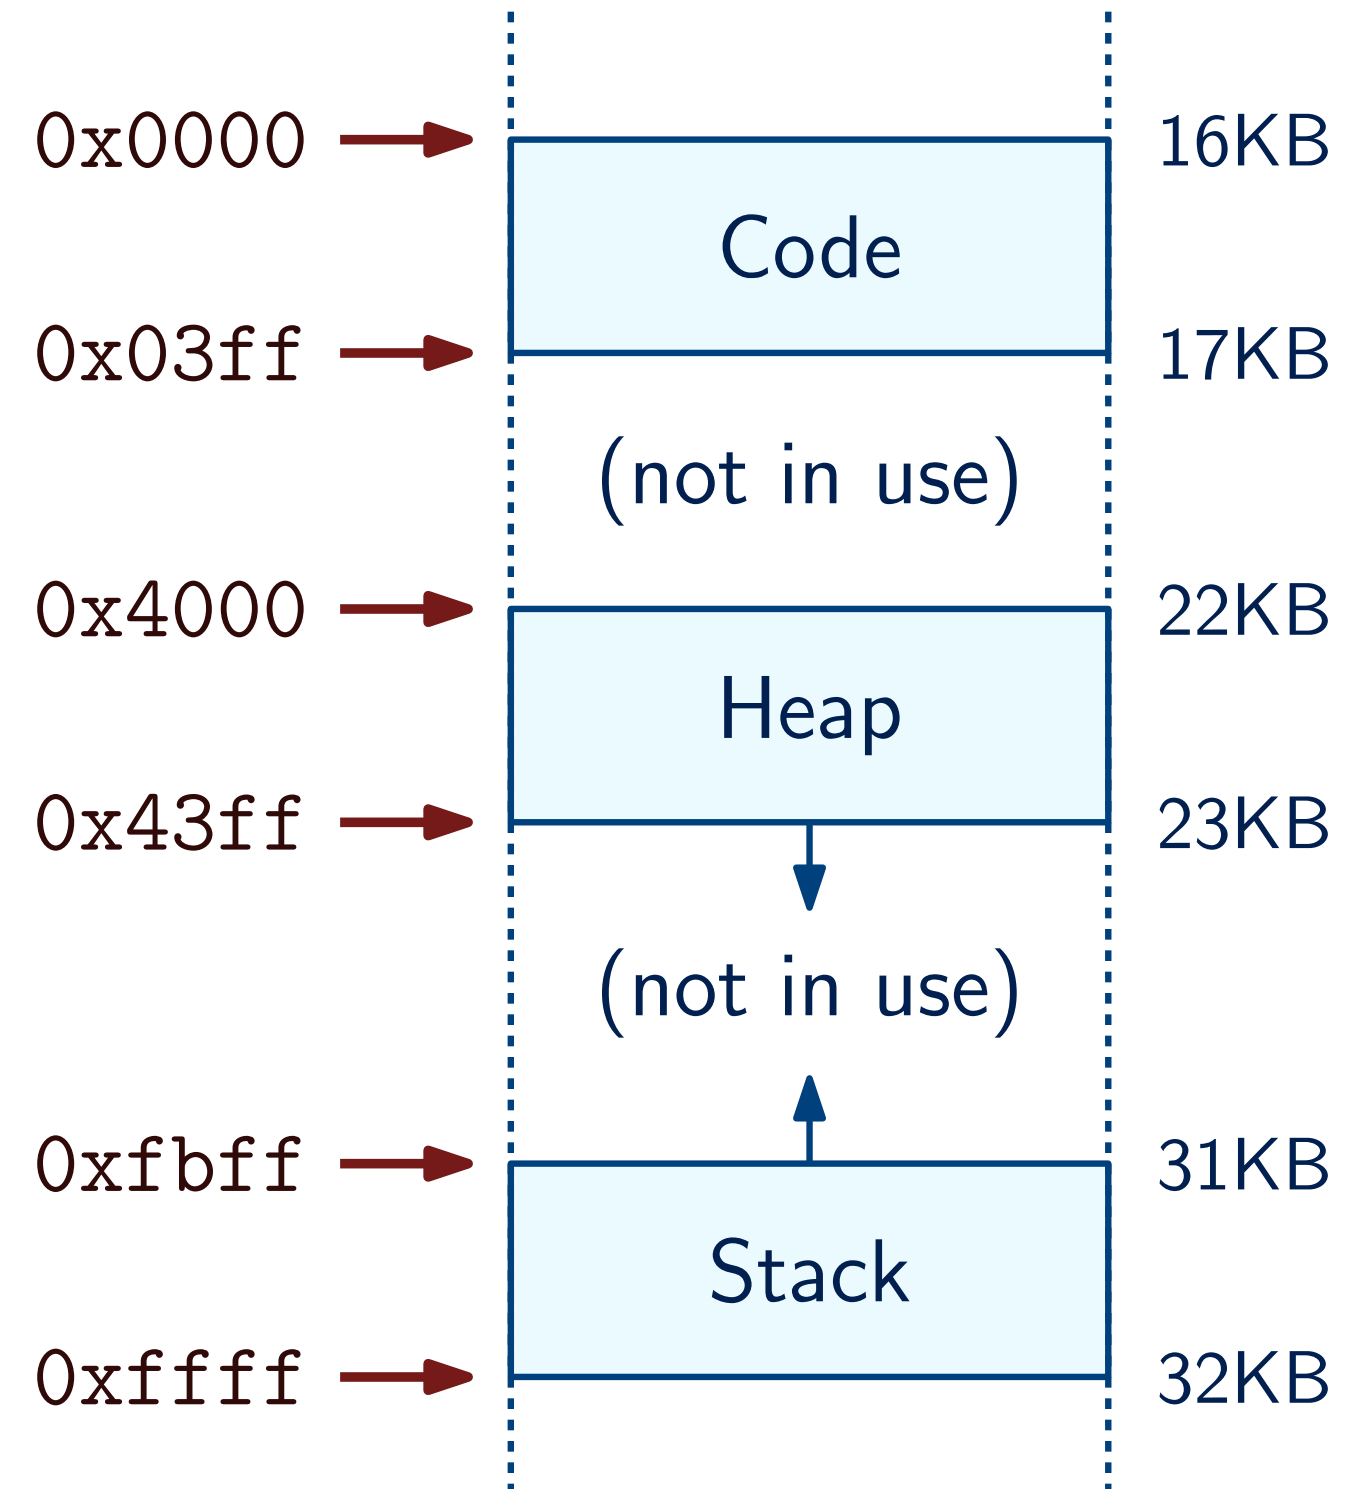 0x0000 16KB
Code
0x03ff 17KB
(not in use)
0x4000 22KB
Heap
0x43ff 23KB
(not in use)
0xfbff 31KB
Stack
0xffff 32KB